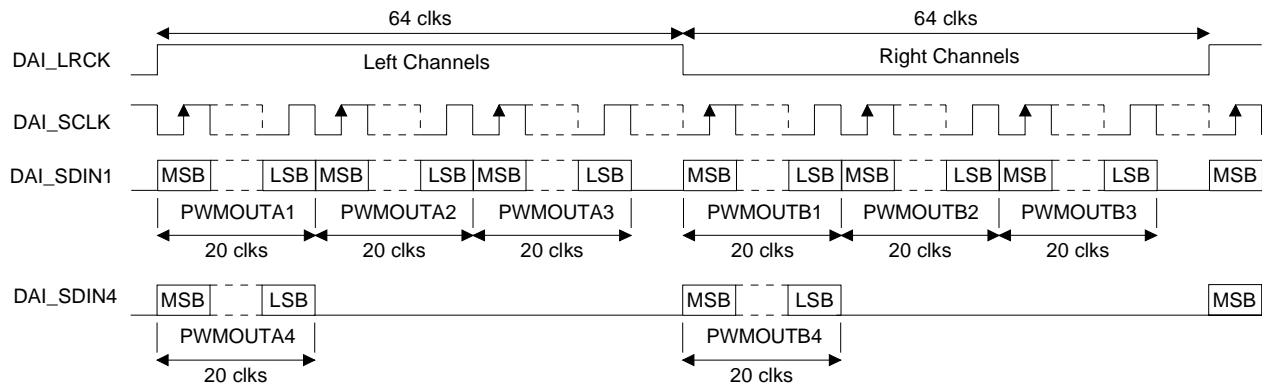 64 clks 64 clks
DAI_LRCK Left Channels Right Channels
DAI_SCLK
DAI_SDIN1 MSB LSB MSB LSB MSB LSB MSB LSB MSB LSB MSB LSB MSB
PWMOUTA1 PWMOUTA2 PWMOUTA3 PWMOUTB1 PWMOUTB2 PWMOUTB3
20 clks 20 clks 20 clks 20 clks 20 clks 20 clks
DAI_SDIN4 MSB LSB MSB LSB MSB
PWMOUTA4 PWMOUTB4
20 clks 20 clks